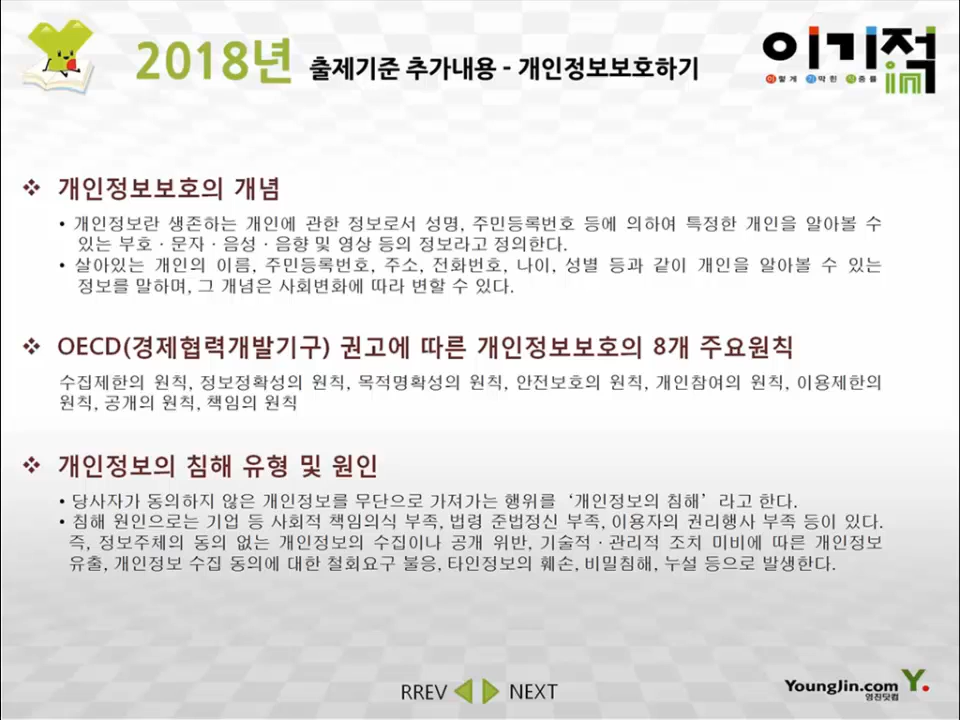 2018년 출제기준 추가내용 - 개인정보보호하기
이기적in
이렇게 기막힌 적중률
❖ 개인정보보호의 개념
• 개인정보란 생존하는 개인에 관한 정보로서 성명, 주민등록번호 등에 의하여 특정한 개인을 알아볼 수
있는 부호 · 문자 · 음성 · 음향 및 영상 등의 정보라고 정의한다.
• 살아있는 개인의 이름, 주민등록번호, 주소, 전화번호, 나이, 성별 등과 같이 개인을 알아볼 수 있는
정보를 말하며, 그 개념은 사회변화에 따라 변할 수 있다.
❖ OECD(경제협력개발기구) 권고에 따른 개인정보보호의 8개 주요원칙
수집제한의 원칙, 정보정확성의 원칙, 목적명확성의 원칙, 안전보호의 원칙, 개인참여의 원칙, 이용제한의
원칙, 공개의 원칙, 책임의 원칙
❖ 개인정보의 침해 유형 및 원인
• 당사자가 동의하지 않은 개인정보를 무단으로 가져가는 행위를 ‘개인정보의 침해’ 라고 한다.
• 침해 원인으로는 기업 등 사회적 책임의식 부족, 법령 준법정신 부족, 이용자의 권리행사 부족 등이 있다.
즉, 정보주체의 동의 없는 개인정보의 수집이나 공개 위반, 기술적 · 관리적 조치 미비에 따른 개인정보
유출, 개인정보 수집 동의에 대한 철회요구 불응, 타인정보의 훼손, 비밀침해, 누설 등으로 발생한다.
RREV NEXT
YoungJin.com Y.
영진닷컴